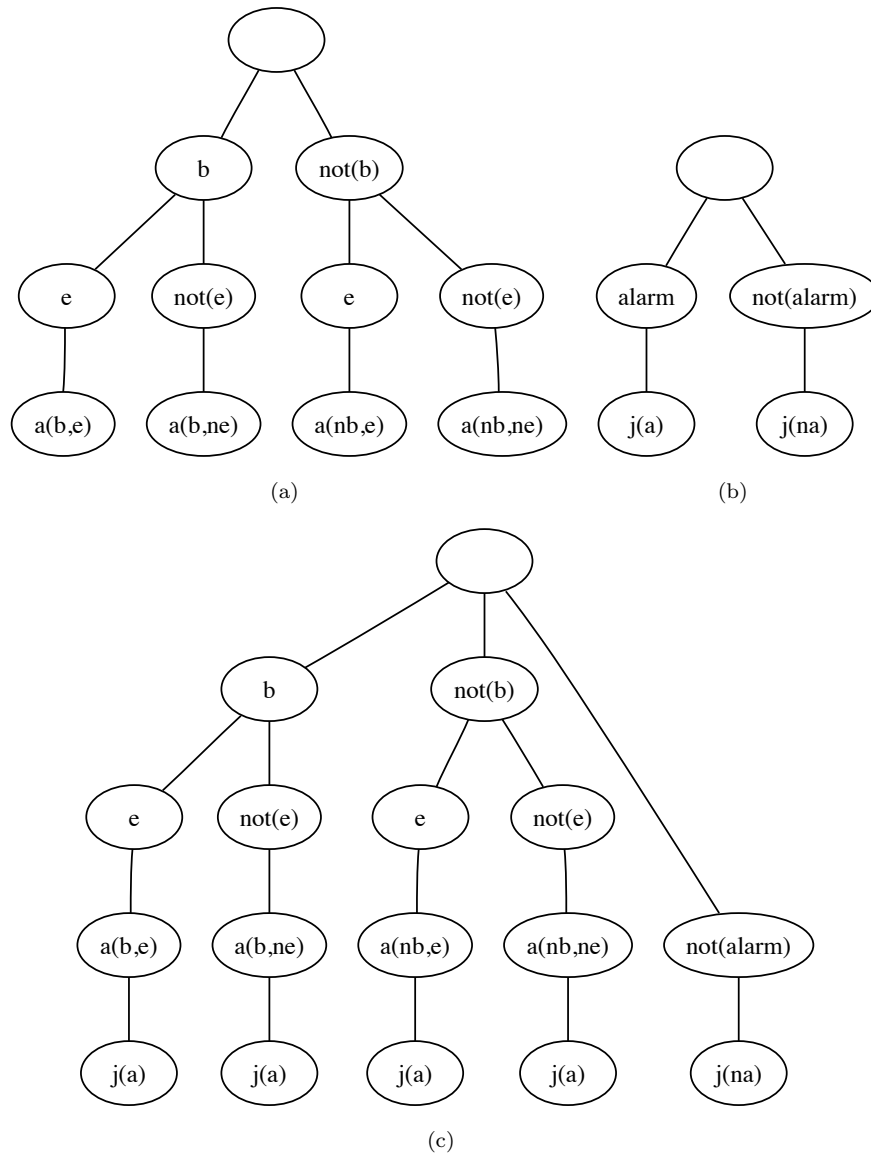 b not(b)
e not(e) e not(e) alarm not(alarm)
a(b,e) a(b,ne) a(nb,e) a(nb,ne) j(a) j(na)
(a) (b)
b not(b)
e not(e) e not(e)
a(b,e) a(b,ne) a(nb,e) a(nb,ne) not(alarm)
j(a) j(a) j(a) j(a) j(na)
(c)